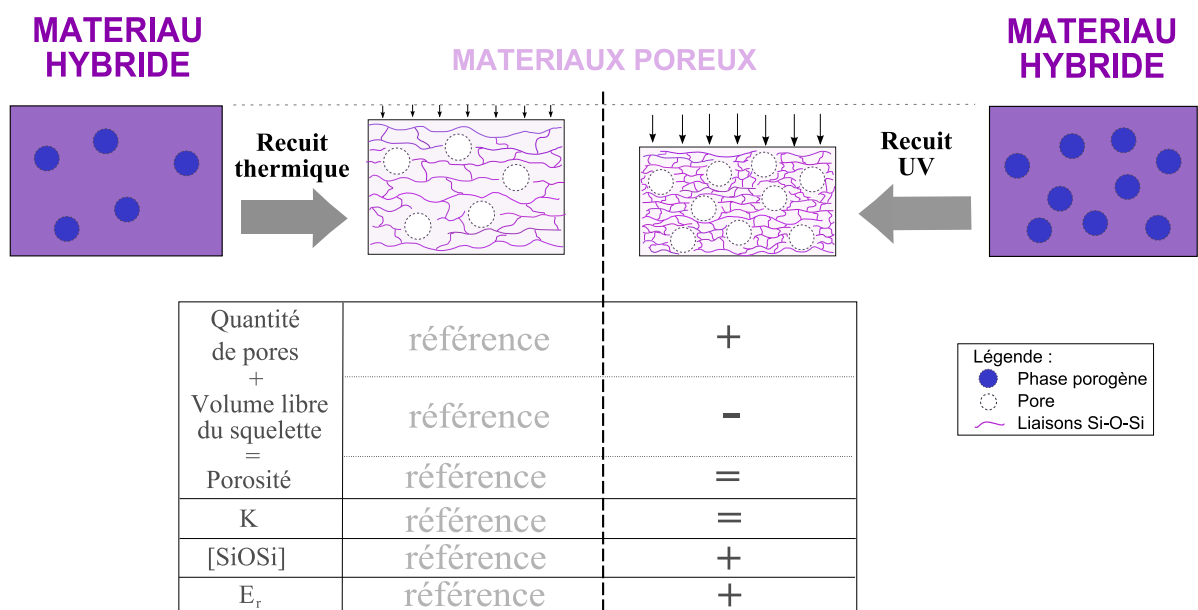 MATERIAU
HYBRIDE
MATERIAUX POREUX
MATERIAU
HYBRIDE
Recuit
thermique
Recuit
UV
Quantité
de pores
+
Volume libre
du squelette
=
Porosité
référence +
référence -
référence =
K référence =
[SiOSi] référence +
Er référence +
Légende :
Phase porogène
Pore
Liaisons Si-O-Si